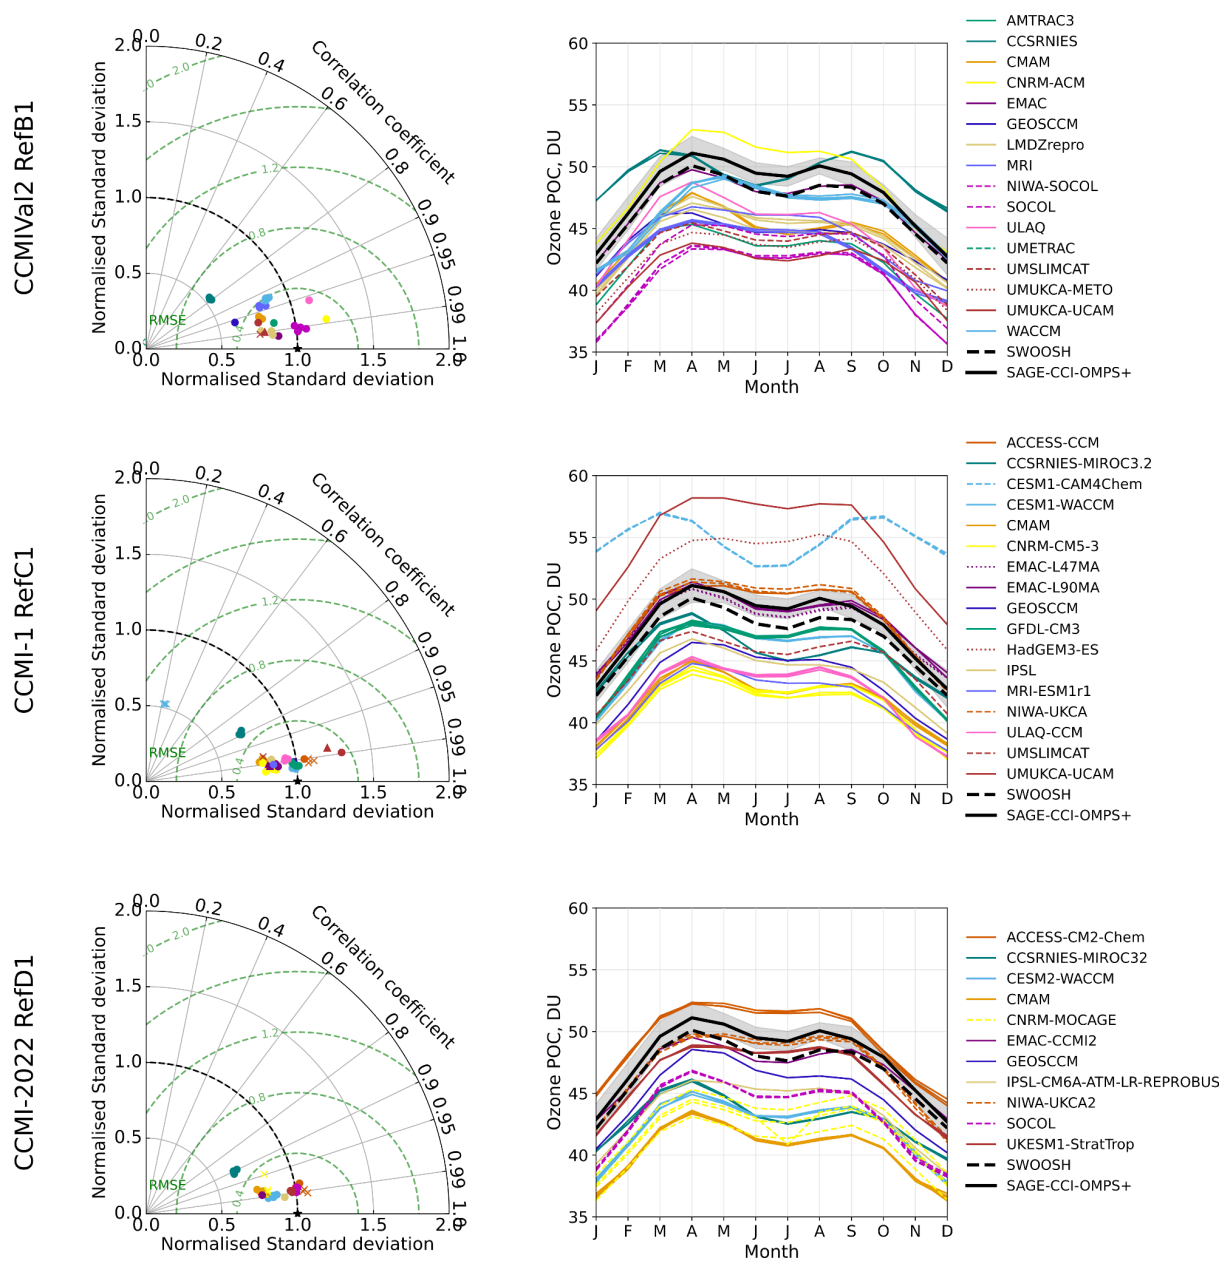 CCMIVal2 RefB1
Normalised Standard deviation
2.0
1.5
1.0
0.5
0.0
0.0
0.2
0.4
0.6
0.8
0.9
0.95
0.99
1.0
Correlation coefficient
2.0
1.2
0.8
0.4
RMSE
0.0 0.5 1.0 1.5 2.0
Normalised Standard deviation
Ozone POC, DU
60
55
50
45
40
35
J F M A M J J A S O N D
Month
AMTRAC3
CCSRNIES
CMAM
CNRM-ACM
EMAC
GEOSCCM
LMDZrepro
MRI
NIWA-SOCOL
SOCOL
ULAQ
UMETRAC
UMSLIMCAT
UMUKCA-METO
UMUKCA-UCAM
WACCM
SWOOSH
SAGE-CCI-OMPS+
CCMI-1 RefC1
Normalised Standard deviation
2.0
1.5
1.0
0.5
0.0
0.0
0.2
0.4
0.6
0.8
0.9
0.95
0.99
1.0
Correlation coefficient
2.0
1.2
0.8
0.4
RMSE
0.0 0.5 1.0 1.5 2.0
Normalised Standard deviation
Ozone POC, DU
60
55
50
45
40
35
J F M A M J J A S O N D
Month
ACCESS-CCM
CCSRNIES-MIROC3.2
CESM1-CAM4Chem
CESM1-WACCM
CMAM
CNRM-CM5-3
EMAC-L47MA
EMAC-L90MA
GEOSCCM
GFDL-CM3
HadGEM3-ES
IPSL
MRI-ESM1r1
NIWA-UKCA
ULAQ-CCM
UMSLIMCAT
UMUKCA-UCAM
SWOOSH
SAGE-CCI-OMPS+
CCMI-2022 RefD1
Normalised Standard deviation
2.0
1.5
1.0
0.5
0.0
0.0
0.2
0.4
0.6
0.8
0.9
0.95
0.99
1.0
Correlation coefficient
2.0
1.2
0.8
0.4
RMSE
0.0 0.5 1.0 1.5 2.0
Normalised Standard deviation
Ozone POC, DU
60
55
50
45
40
35
J F M A M J J A S O N D
Month
ACCESS-CM2-Chem
CCSRNIES-MIROC32
CESM2-WACCM
CMAM
CNRM-MOCAGE
EMAC-CCMI2
GEOSCCM
IPSL-CM6A-ATM-LR-REPROBUS
NIWA-UKCA2
SOCOL
UKESM1-StratTrop
SWOOSH
SAGE-CCI-OMPS+